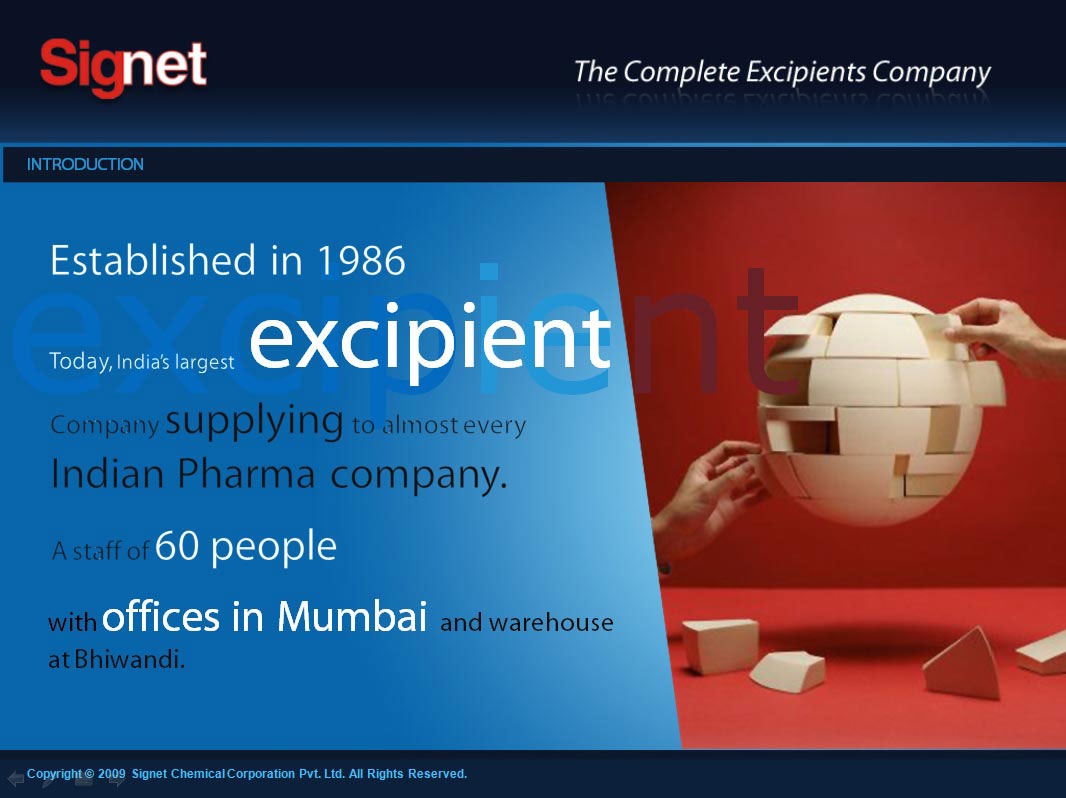 Signet
The Complete Excipients Company
INTRODUCTION
Established in 1986
excipient
Today, India's largest excipient
Company supplying to almost every
Indian Pharma company.
A staff of 60 people
with offices in Mumbai and warehouse
at Bhiwandi.
Copyright © 2009 Signet Chemical Corporation Pvt. Ltd. All Rights Reserved.